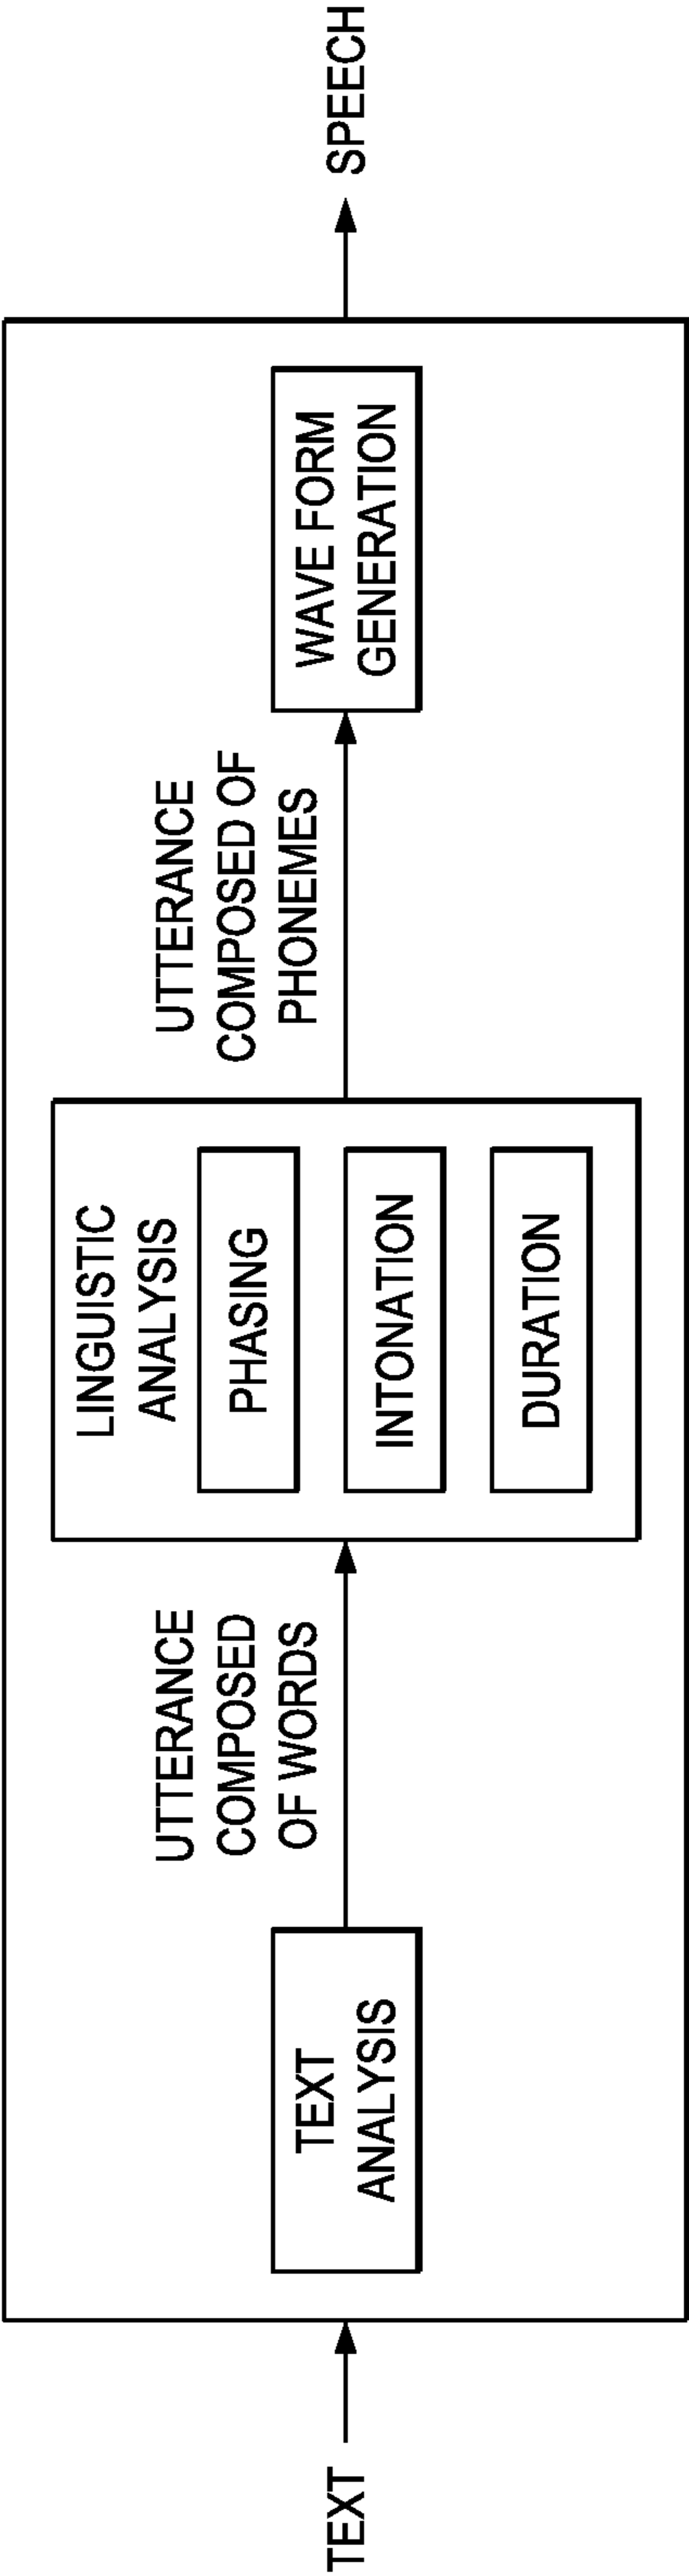 TEXT
TEXT
ANALYSIS
UTTERANCE
COMPOSED
OF WORDS
LINGUISTIC
ANALYSIS
PHASING
INTONATION
DURATION
UTTERANCE
COMPOSED OF
PHONEMES
WAVE FORM
GENERATION
SPEECH